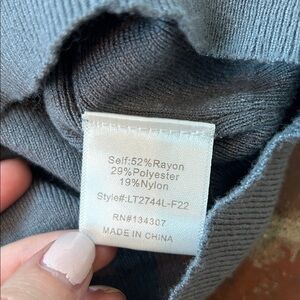 Self:52%Rayon
29%Polyester
19%Nylon
Style#:LT2744L-F22
RN#134307
MADE IN CHINA